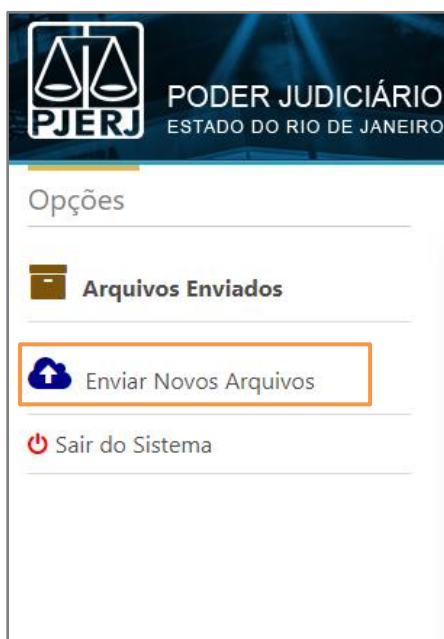 PJERJ
PODER JUDICIÁRIO
ESTADO DO RIO DE JANEIRO
Opções
Arquivos Enviados
Enviar Novos Arquivos
Sair do Sistema